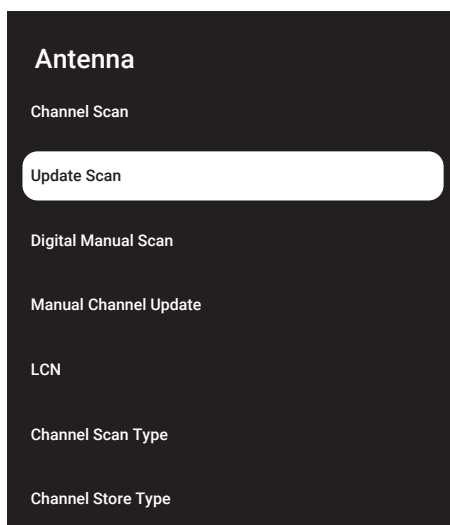 Antenna
Channel Scan
Update Scan
Digital Manual Scan
Manual Channel Update
LCN
Channel Scan Type
Channel Store Type